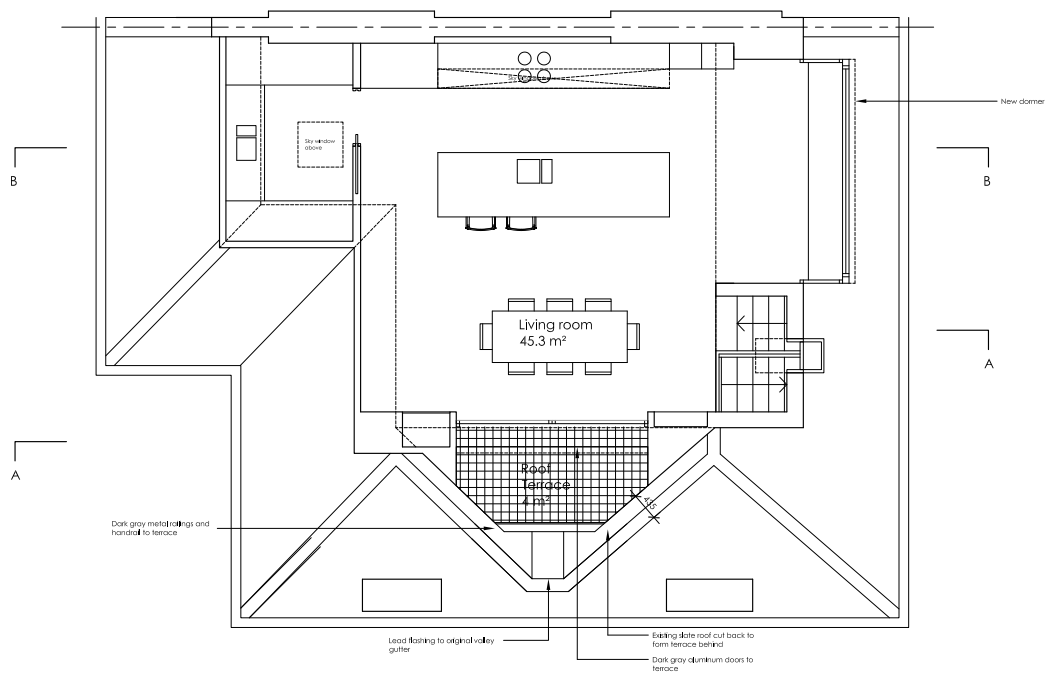 New dormer
Sky window
above
B
B
Living room
45.3 m²
A
A
Roof
Terrace
4 m²
435
Dark gray metal railings and
handrail to terrace
Lead flashing to original valley
gutter
Existing slate roof cut back to
form terrace behind
Dark gray aluminum doors to
terrace